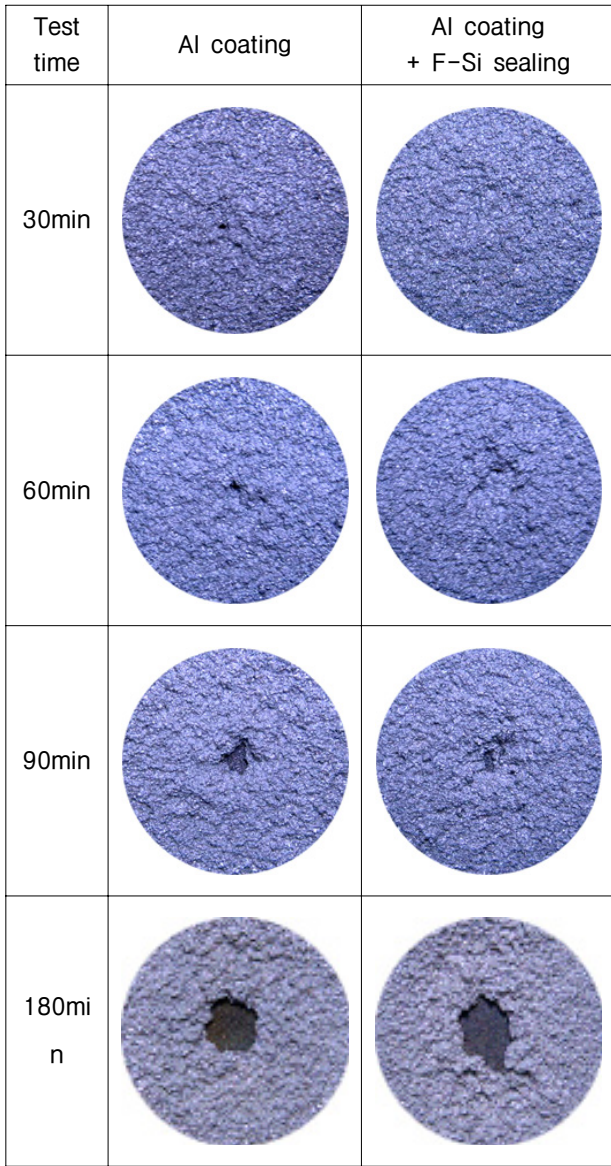 Test
time
Al coating
Al coating
+ F-Si sealing
30min
60min
90min
180mi
n